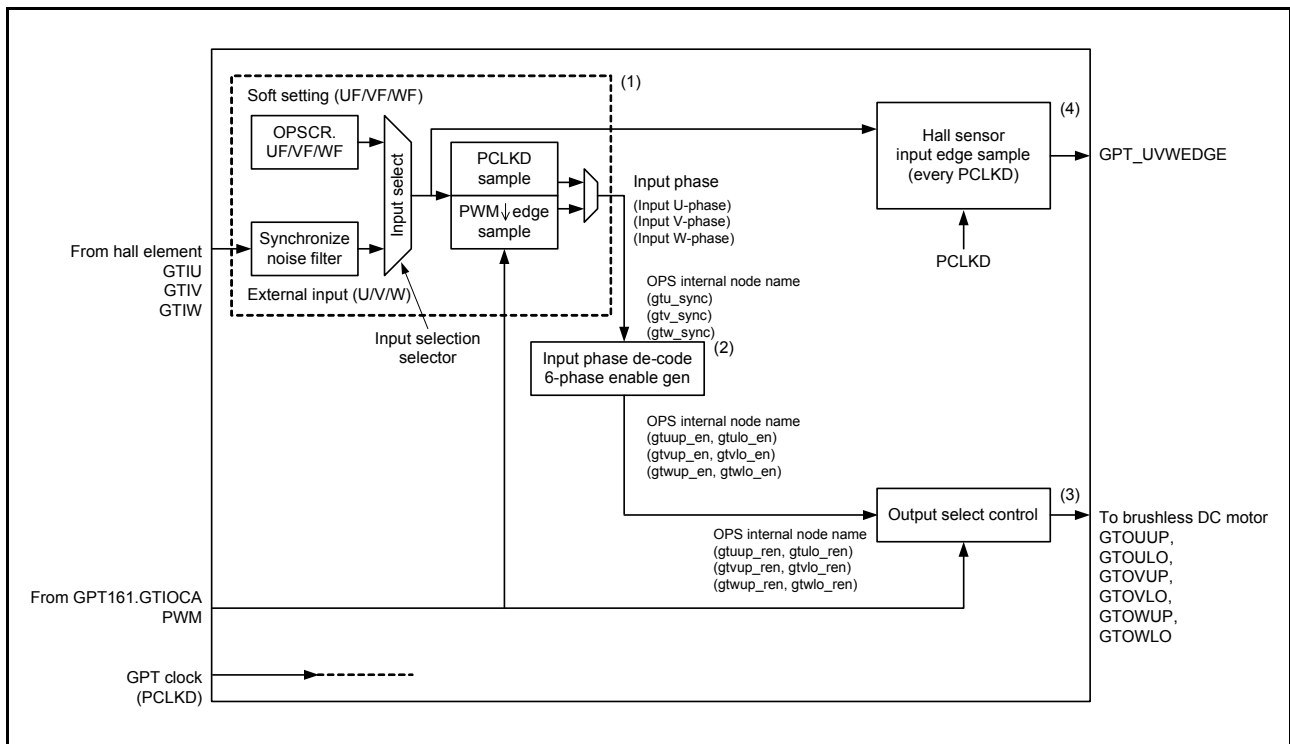 (1)
Soft setting (UF/VF/WF)
OPSCR.
UF/VF/WF
Input select
Synchronize
noise filter
External input (U/V/W)
Input selection
selector
From hall element
GTIU
GTIV
GTIW
PCLKD
sample
PWM↓edge
sample
Input phase
(Input U-phase)
(Input V-phase)
(Input W-phase)
(4)
Hall sensor
input edge sample
(every PCLKD)
GPT_UVWEDGE
PCLKD
OPS internal node name
(gtu_sync)
(gtv_sync)
(gtw_sync)
(2)
Input phase de-code
6-phase enable gen
OPS internal node name
(gtuup_en, gtulo_en)
(gtvup_en, gtvlo_en)
(gtwup_en, gtwlo_en)
(3)
Output select control
OPS internal node name
(gtuup_ren, gtulo_ren)
(gtvup_ren, gtvlo_ren)
(gtwup_ren, gtwlo_ren)
To brushless DC motor
GTOUUP,
GTOULO,
GTOVUP,
GTOVLO,
GTOWUP,
GTOWLO
From GPT161.GTIOCA
PWM
GPT clock
(PCLKD)